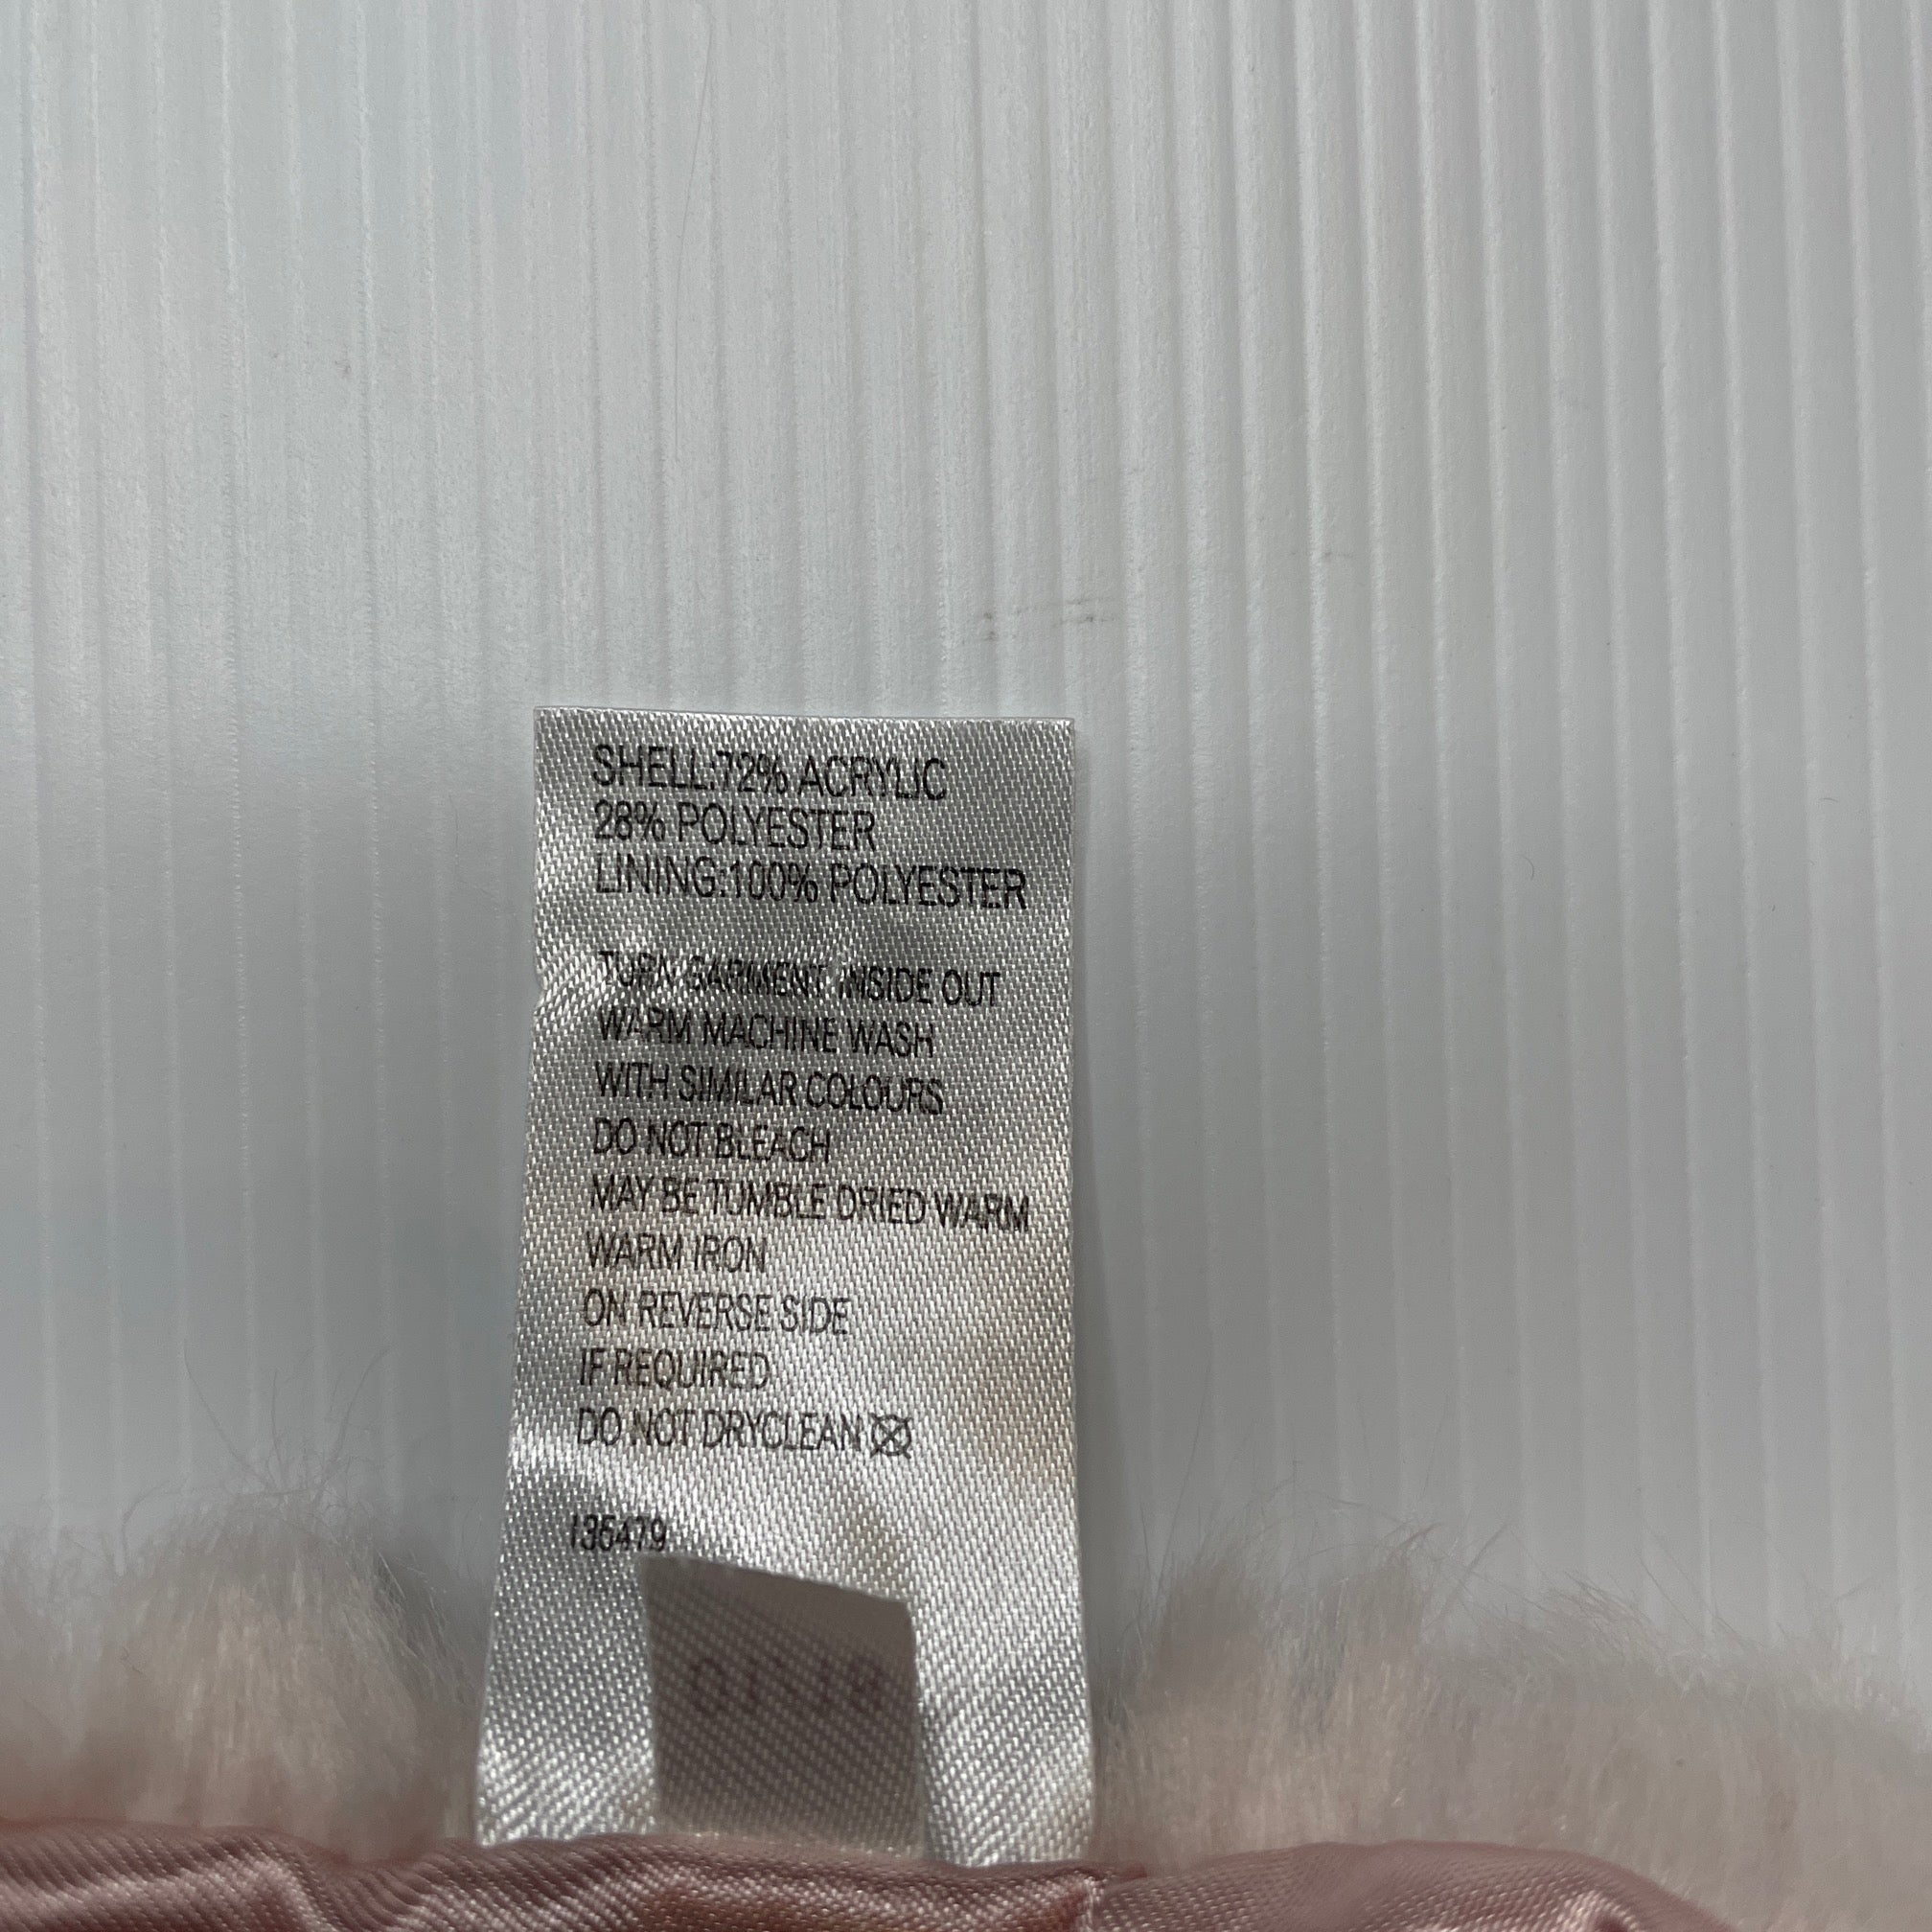 SHELL:72% ACRYLIC
28% POLYESTER
LINING:100% POLYESTER
TURN GARMENT INSIDE OUT
WARM MACHINE WASH
WITH SIMILAR COLOURS
DO NOT BLEACH
MAY BE TUMBLE DRIED WARM
WARM IRON
ON REVERSE SIDE
IF REQUIRED
DO NOT DRYCLEAN